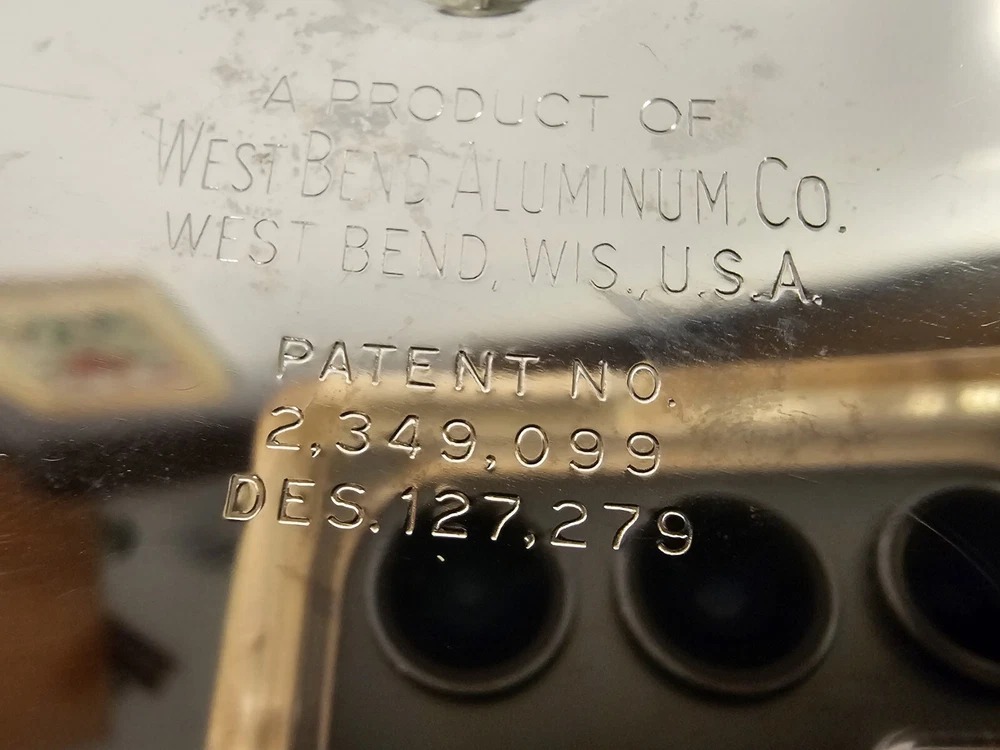 A PRODUCT OF
WEST BEND ALUMINUM CO.
WEST BEND, WIS., U.S.A.
PATENT NO.
2,349,099
DES. 127,279